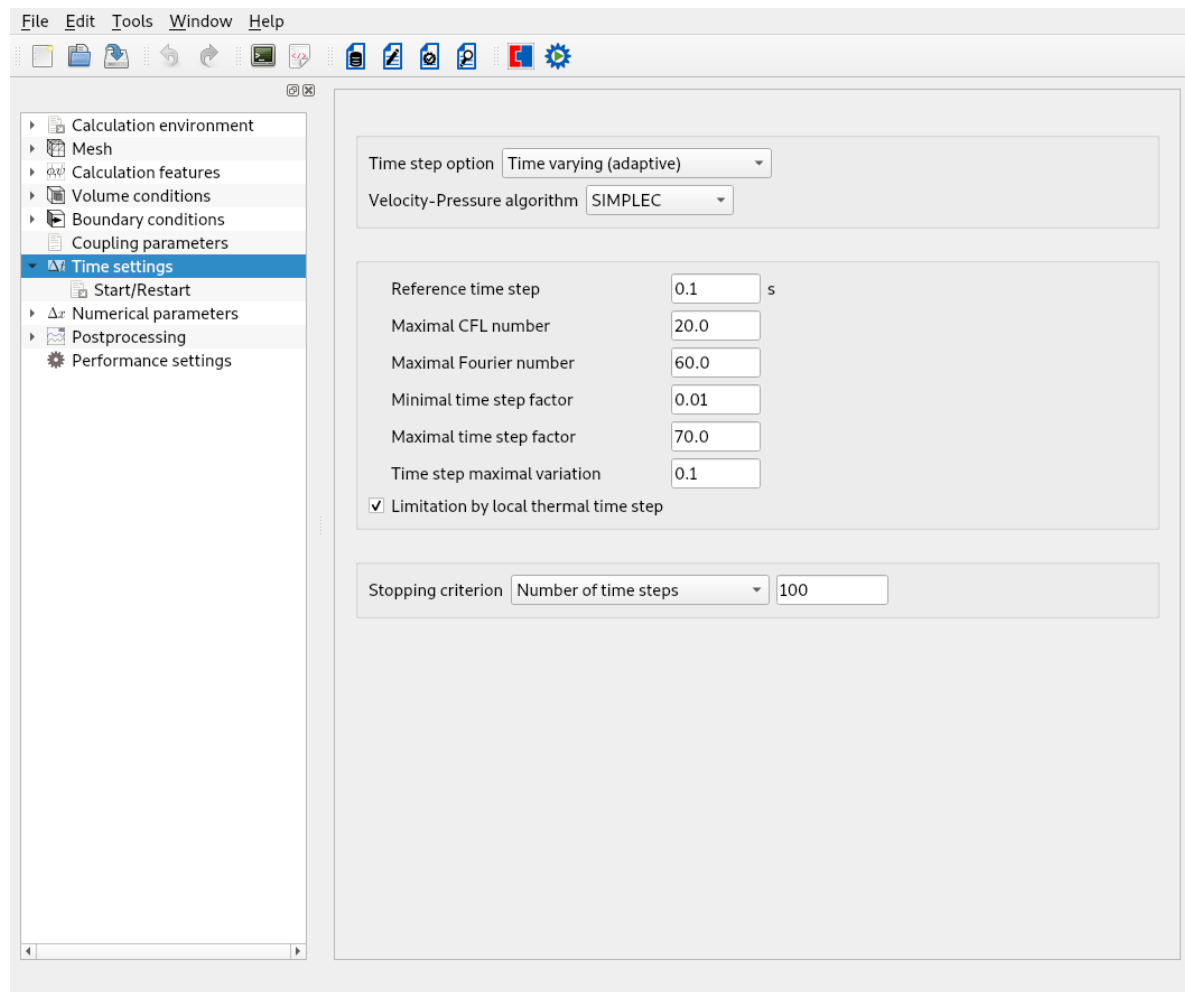 File Edit Tools Window Help
Calculation environment
Mesh
Calculation features
Volume conditions
Boundary conditions
Coupling parameters
Time settings
Start/Restart
Δx Numerical parameters
Postprocessing
Performance settings
Time step option Time varying (adaptive)
Velocity-Pressure algorithm SIMPLEC
Reference time step 0.1 s
Maximal CFL number 20.0
Maximal Fourier number 60.0
Minimal time step factor 0.01
Maximal time step factor 70.0
Time step maximal variation 0.1
Limitation by local thermal time step
Stopping criterion Number of time steps 100